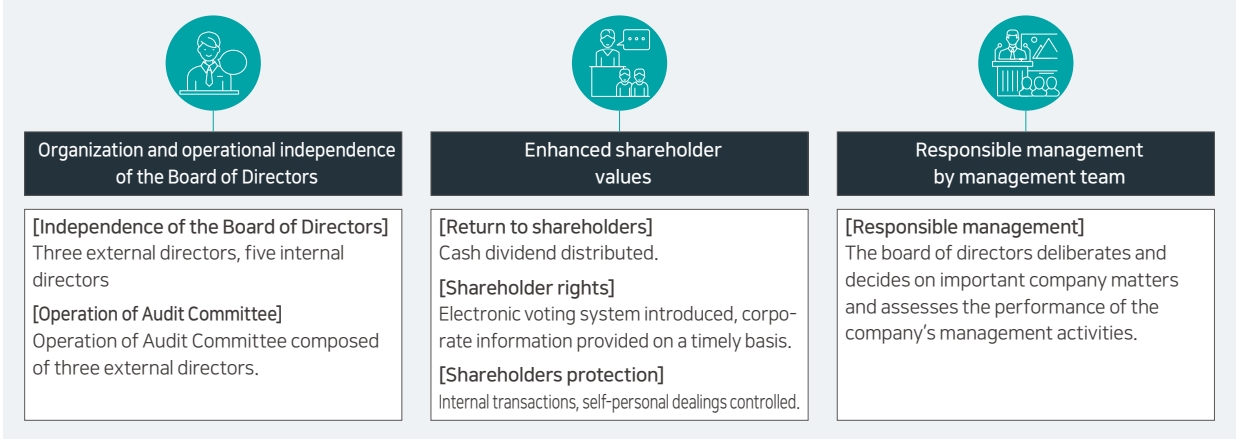 Organization and operational independence
of the Board of Directors
[Independence of the Board of Directors]
Three external directors, five internal
directors
[Operation of Audit Committee]
Operation of Audit Committee composed
of three external directors.
Enhanced shareholder
values
[Return to shareholders]
Cash dividend distributed.
[Shareholder rights]
Electronic voting system introduced, corpo-
rate information provided on a timely basis.
[Shareholders protection]
Internal transactions, self-personal dealings controlled.
Responsible management
by management team
[Responsible management]
The board of directors deliberates and
decides on important company matters
and assesses the performance of the
company's management activities.